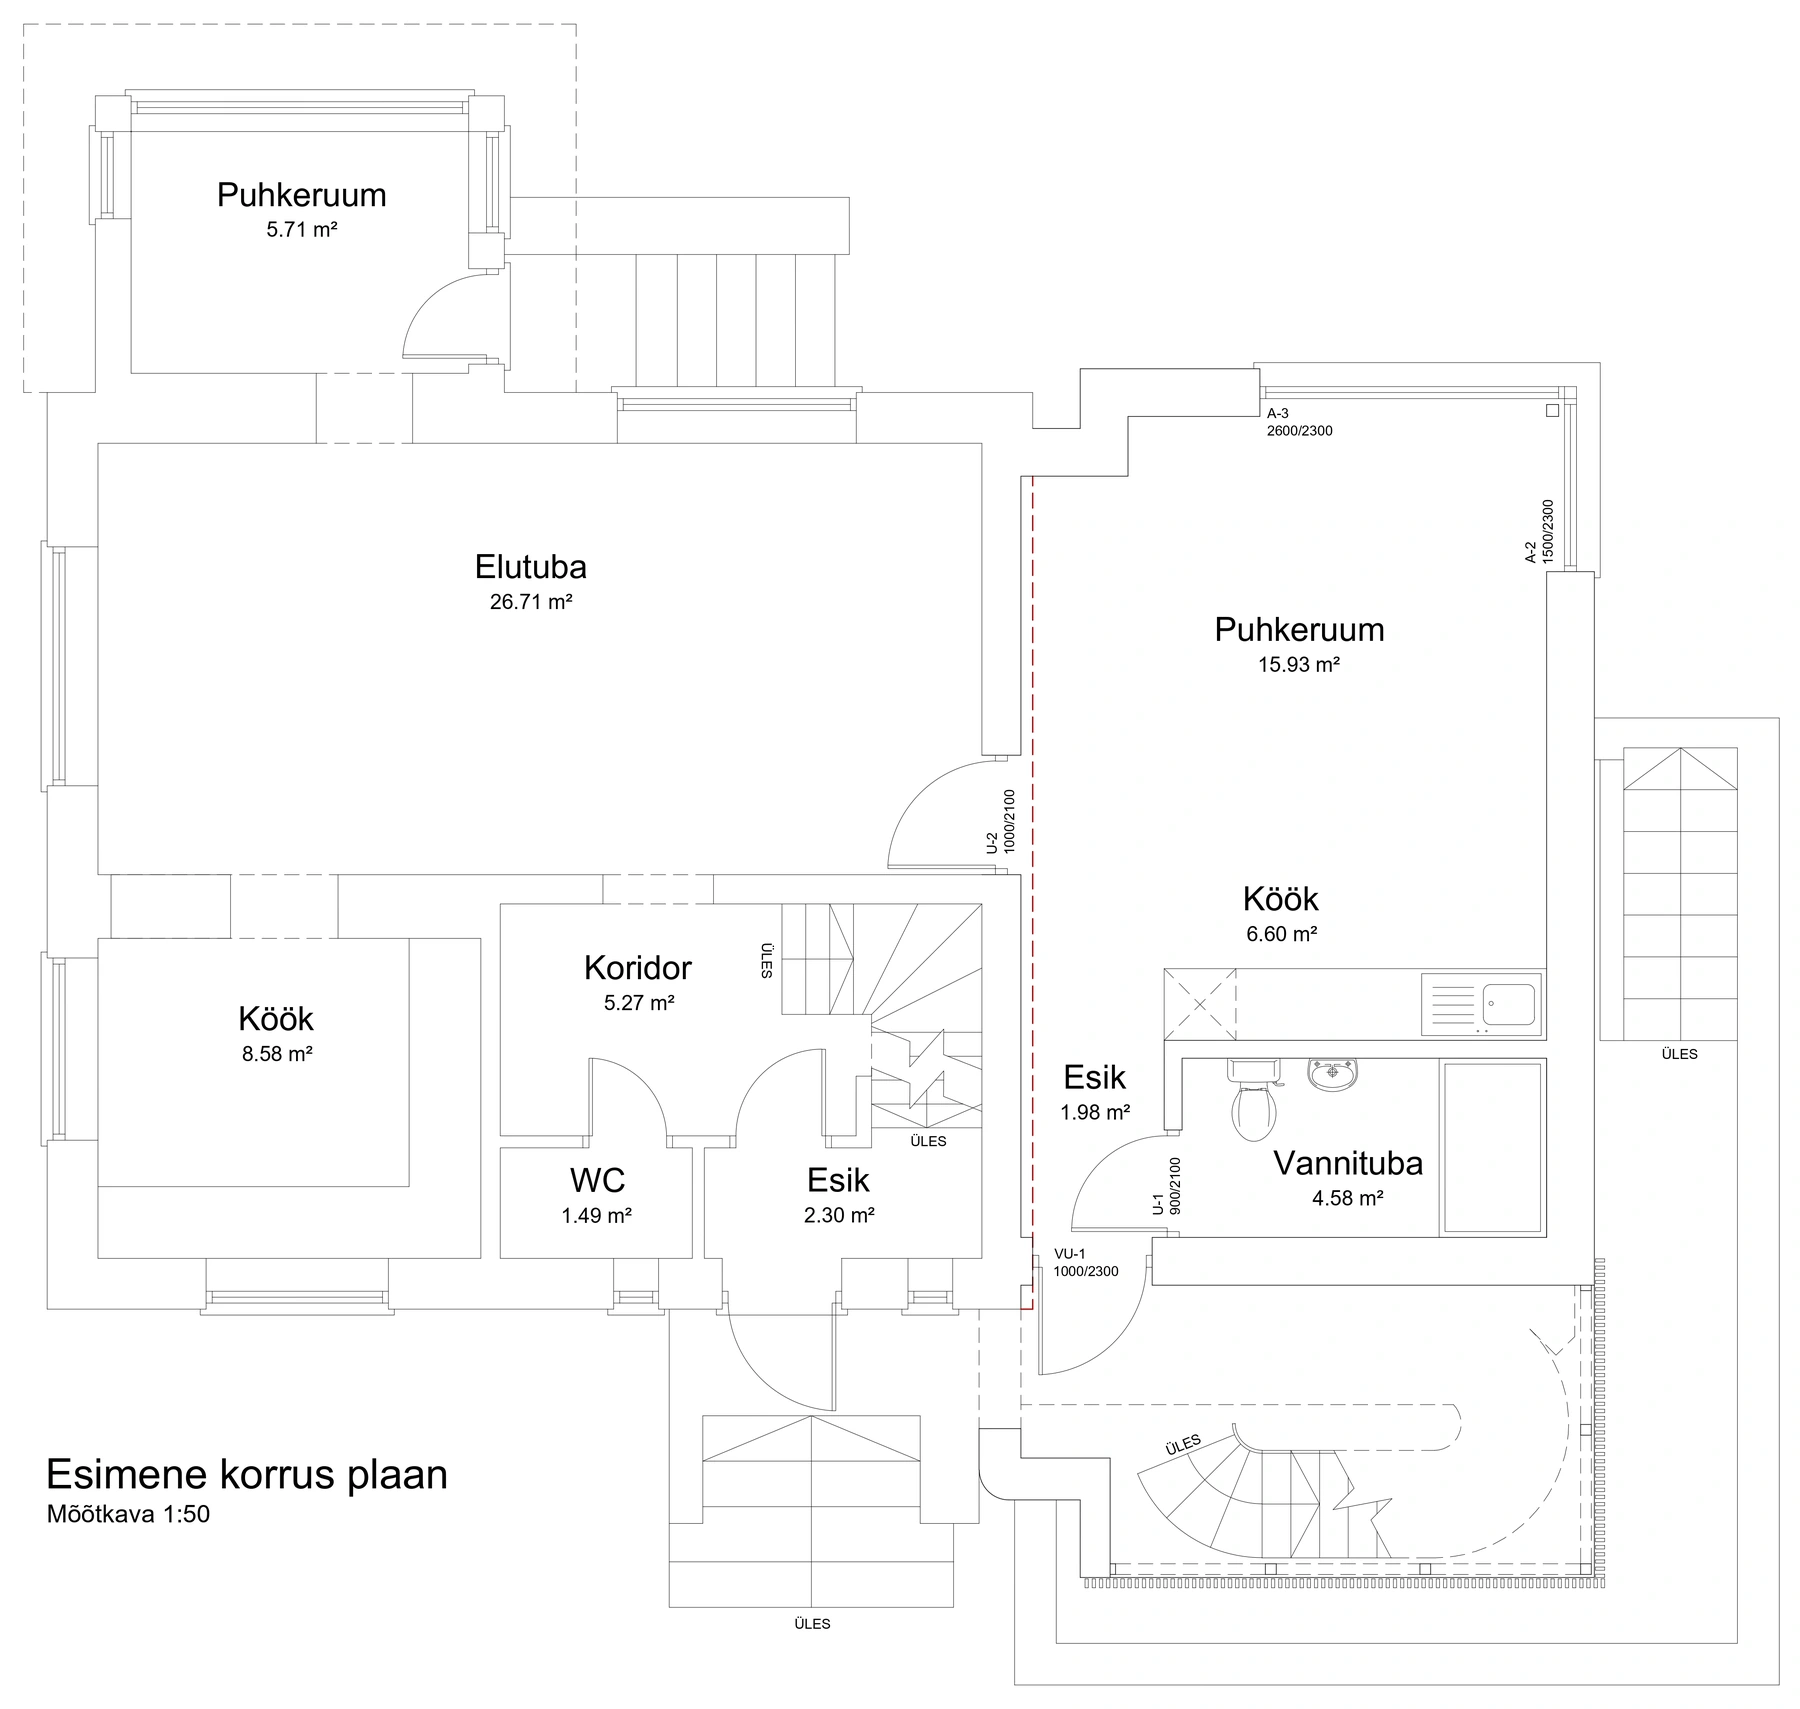 Puhkeruum
5.71 m²
A-3
2600/2300
A-2
1500/2300
Elutuba
26.71 m²
Puhkeruum
15.93 m²
U-2
1000/2100
Köök
6.60 m²
Koridor
5.27 m²
ÜLES
Köök
8.58 m²
ÜLES
Esik
1.98 m²
ÜLES
WC
1.49 m²
Esik
2.30 m²
U-1
900/2100
Vannituba
4.58 m²
VU-1
1000/2300
ÜLES
Esimene korrus plaan
Mõõtkava 1:50
ÜLES